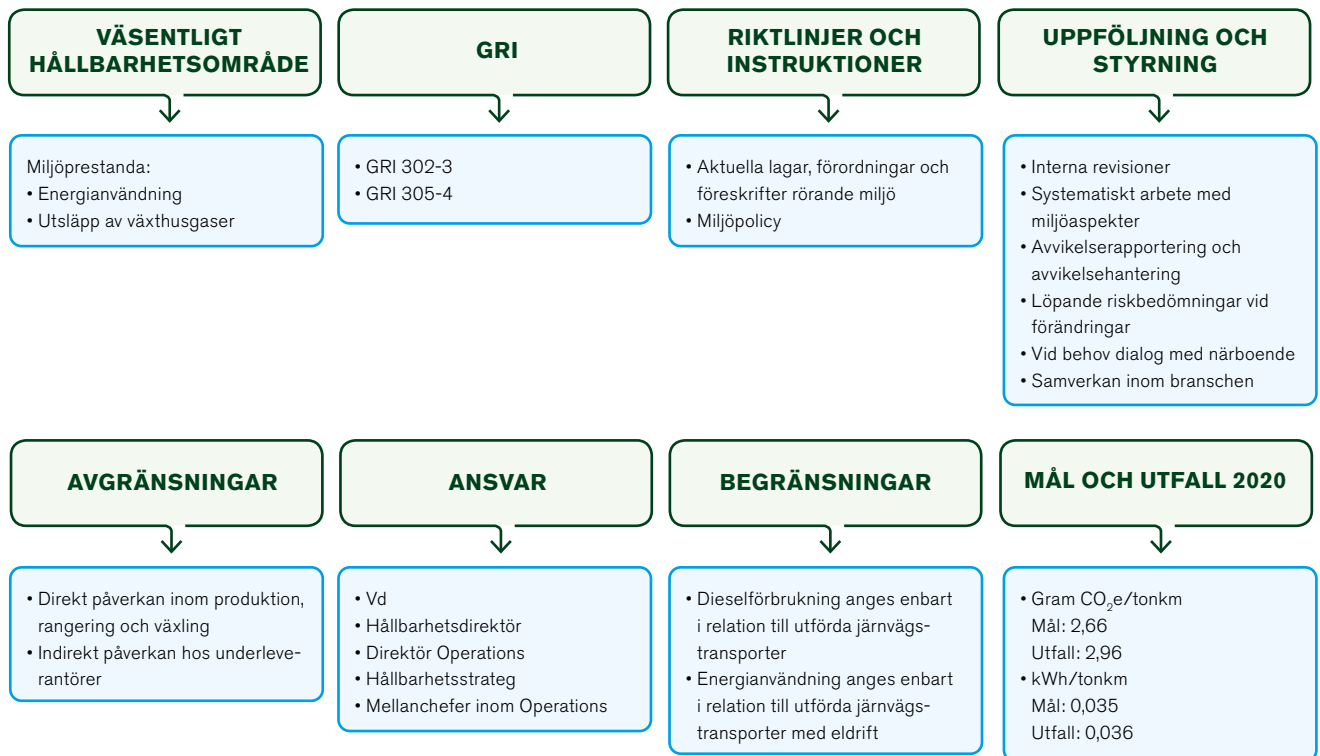 VÄSENTLIGT
HÅLLBARHETSOMRÅDE
Miljöprestanda:
• Energianvändning
• Utsläpp av växthusgaser
GRI
• GRI 302-3
• GRI 305-4
RIKTLINJER OCH
INSTRUKTIONER
• Aktuella lagar, förordningar och
föreskrifter rörande miljö
• Miljöpolicy
UPPFÖLJNING OCH
STYRNING
• Interna revisioner
• Systematiskt arbete med
miljöaspekter
• Avvikelserapportering och
avvikelsehantering
• Löpande riskbedömningar vid
förändringar
• Vid behov dialog med närboende
• Samverkan inom branschen
AVGRÄNSNINGAR
• Direkt påverkan inom produktion,
rangering och växling
• Indirekt påverkan hos underleve-
rantörer
ANSVAR
• Vd
• Hållbarhetsdirektör
• Direktör Operations
• Hållbarhetsstrateg
• Mellanchefer inom Operations
BEGRÄNSNINGAR
• Dieselförbrukning anges enbart
i relation till utförda järnvägs-
transporter
• Energianvändning anges enbart
i relation till utförda järnvägs-
transporter med eldrift
MÅL OCH UTFALL 2020
• Gram CO₂e/tonkm
Mål: 2,66
Utfall: 2,96
• kWh/tonkm
Mål: 0,035
Utfall: 0,036